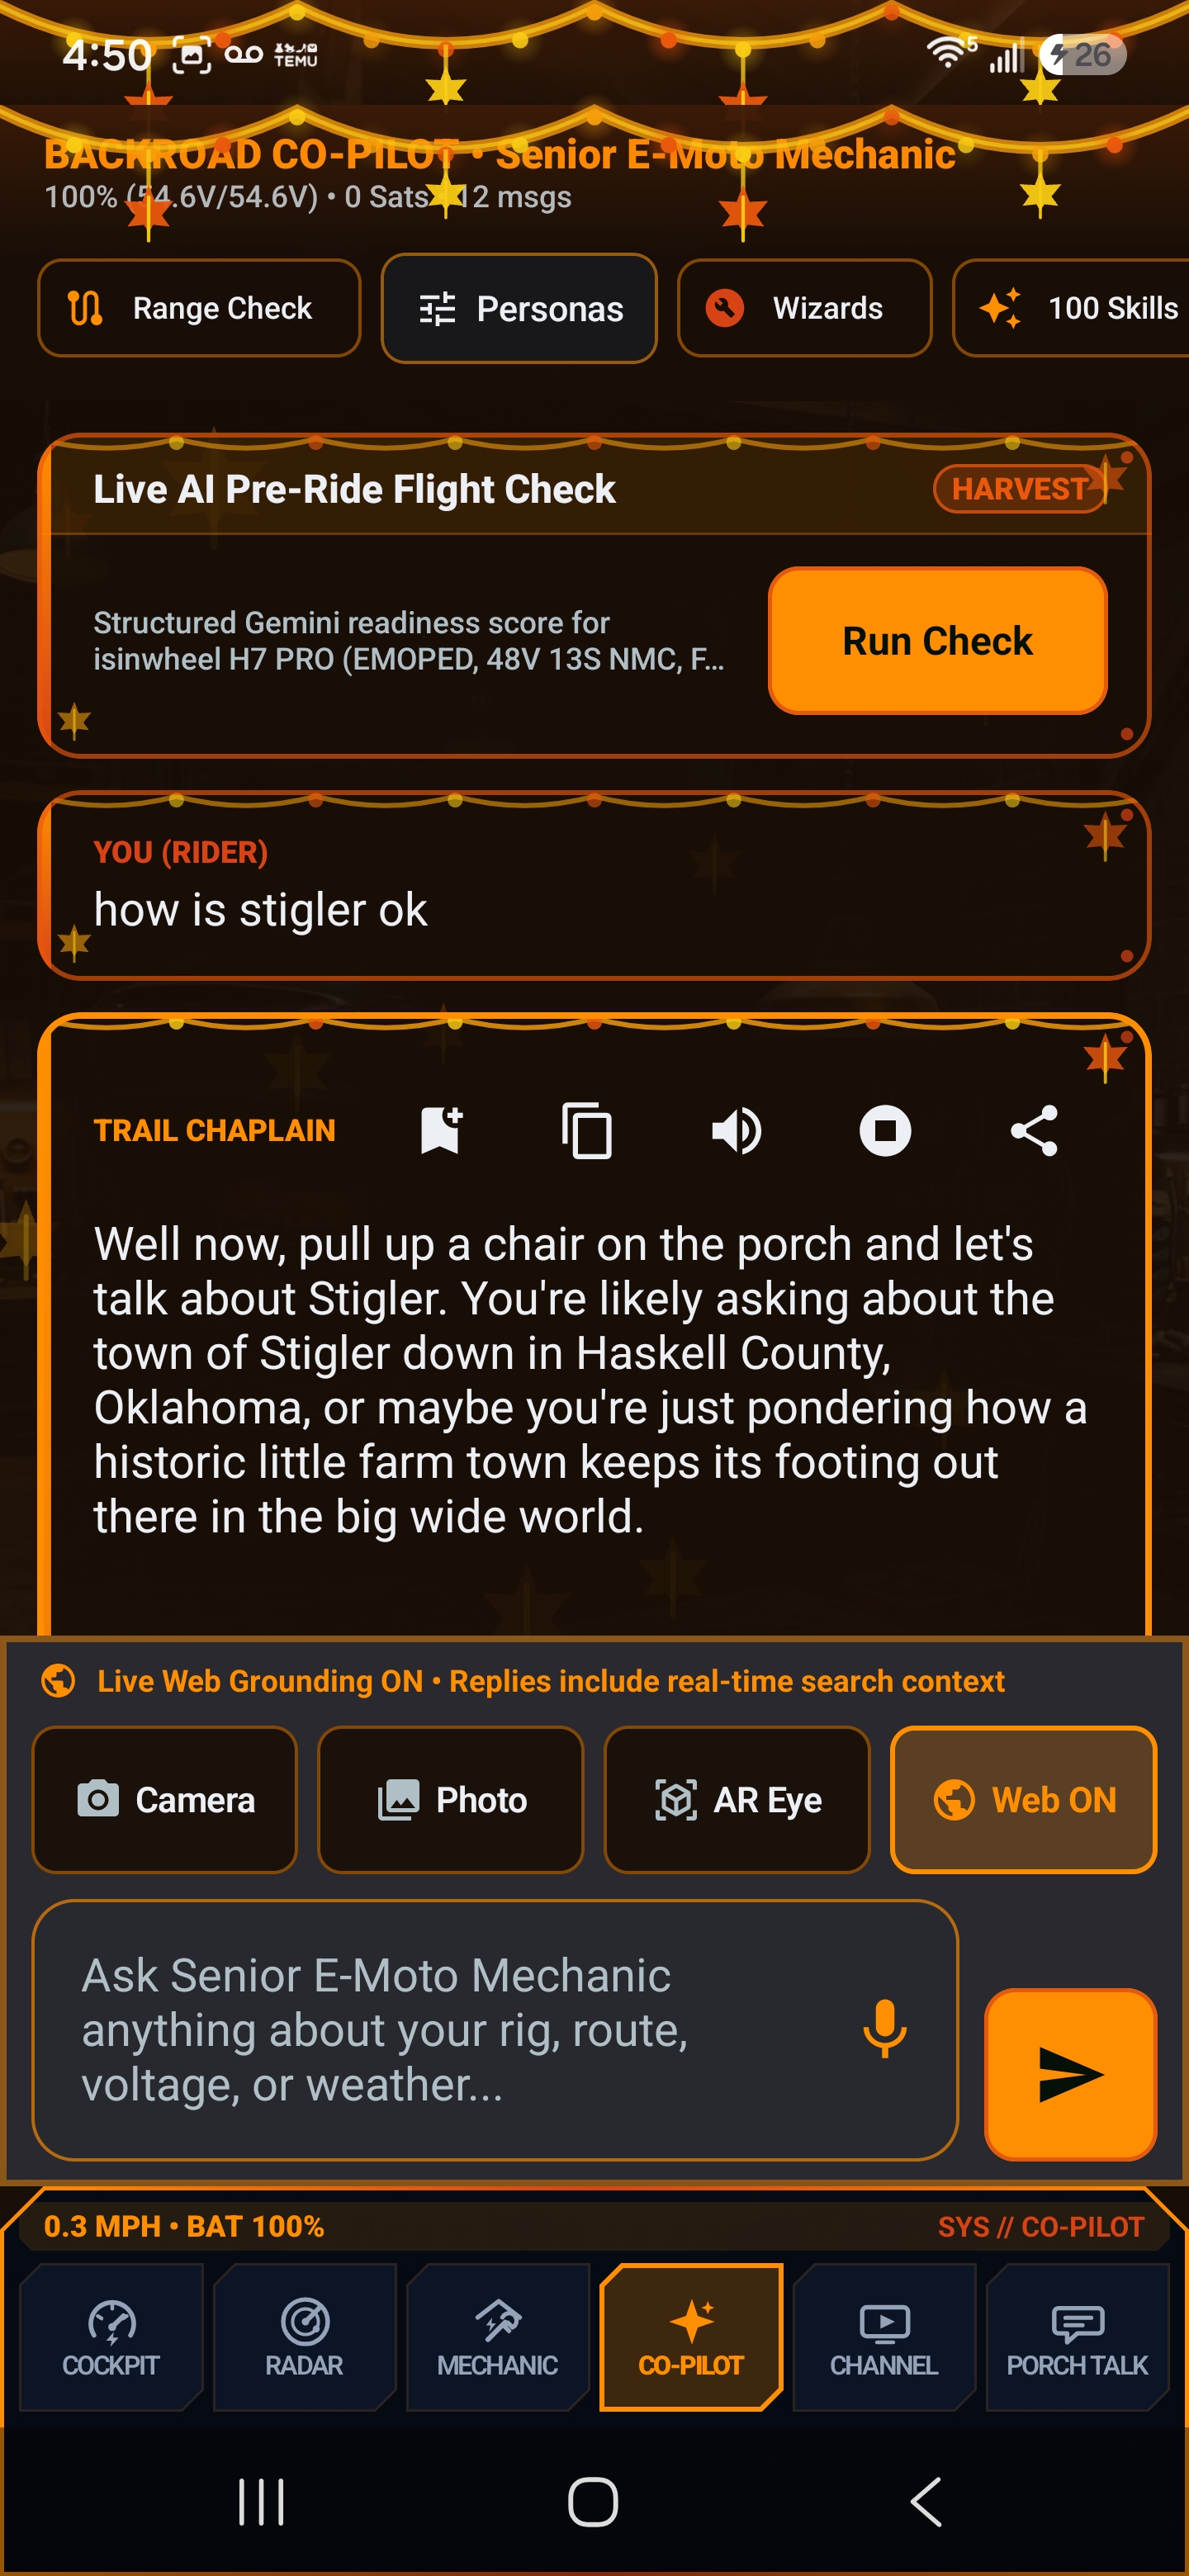 4:50
TEMU
5
26
BACKROAD CO-PILOT • Senior E-Moto Mechanic
100% (54.6V/54.6V) • 0 Sats • 12 msgs
Range Check
Personas
Wizards
100 Skills
Live AI Pre-Ride Flight Check
HARVEST
Structured Gemini readiness score for
isinwheel H7 PRO (EMOPED, 48V 13S NMC, F...
Run Check
YOU (RIDER)
how is stigler ok
TRAIL CHAPLAIN
Well now, pull up a chair on the porch and let's
talk about Stigler. You're likely asking about the
town of Stigler down in Haskell County,
Oklahoma, or maybe you're just pondering how a
historic little farm town keeps its footing out
there in the big wide world.
Live Web Grounding ON • Replies include real-time search context
Camera
Photo
AR Eye
Web ON
Ask Senior E-Moto Mechanic
anything about your rig, route,
voltage, or weather...
0.3 MPH • BAT 100%
SYS // CO-PILOT
COCKPIT
RADAR
MECHANIC
CO-PILOT
CHANNEL
PORCH TALK